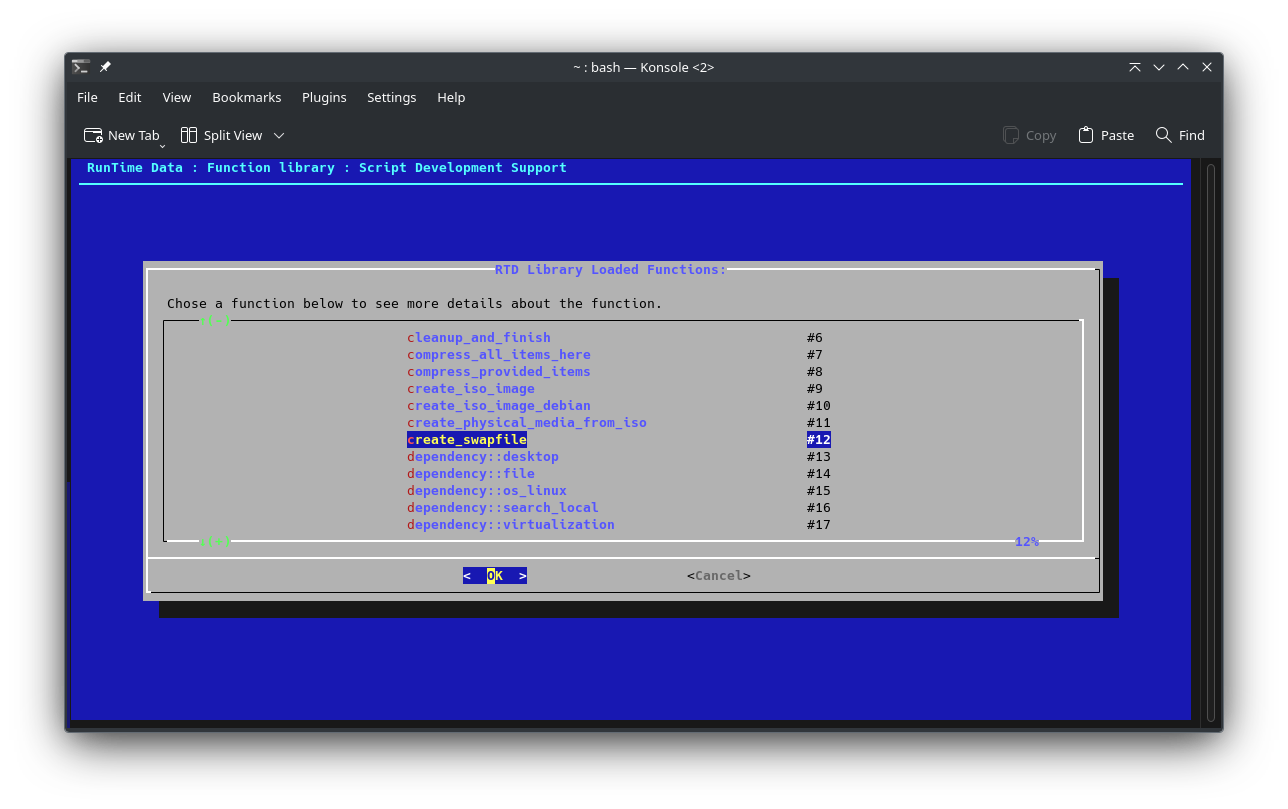 ~ : bash — Konsole <2>
File Edit View Bookmarks Plugins Settings Help
New Tab Split View Copy Paste Find
RunTime Data : Function library : Script Development Support
RTD Library Loaded Functions:
Chose a function below to see more details about the function.
cleanup_and_finish #6
compress_all_items_here #7
compress_provided_items #8
create_iso_image #9
create_iso_image_debian #10
create_physical_media_from_iso #11
create_swapfile #12
dependency::desktop #13
dependency::file #14
dependency::os_linux #15
dependency::search_local #16
dependency::virtualization #17
12%
< OK > <Cancel>